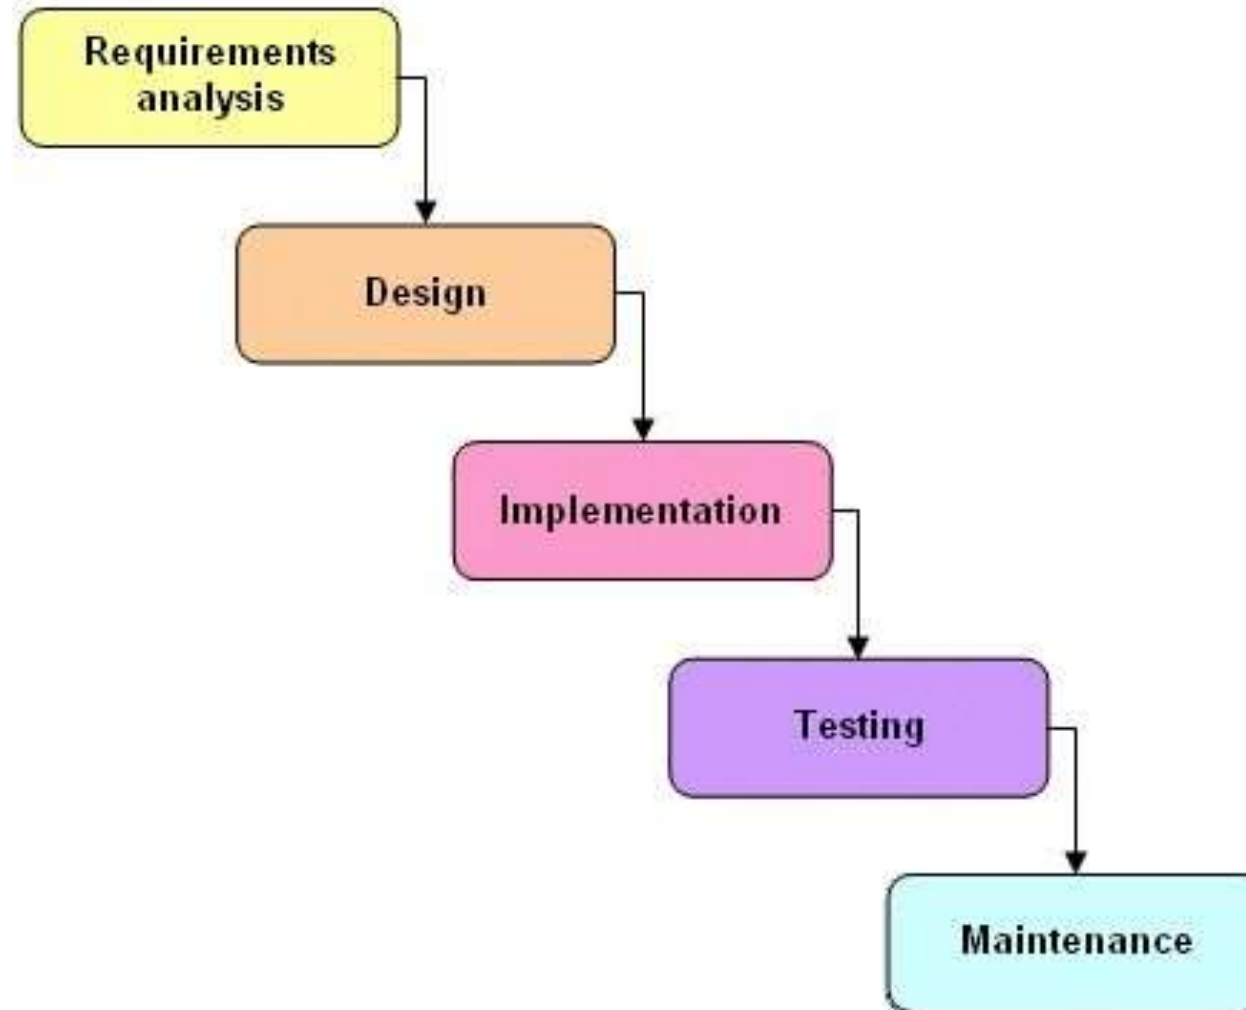 Requirements
analysis
Design
Implementation
Testing
Maintenance